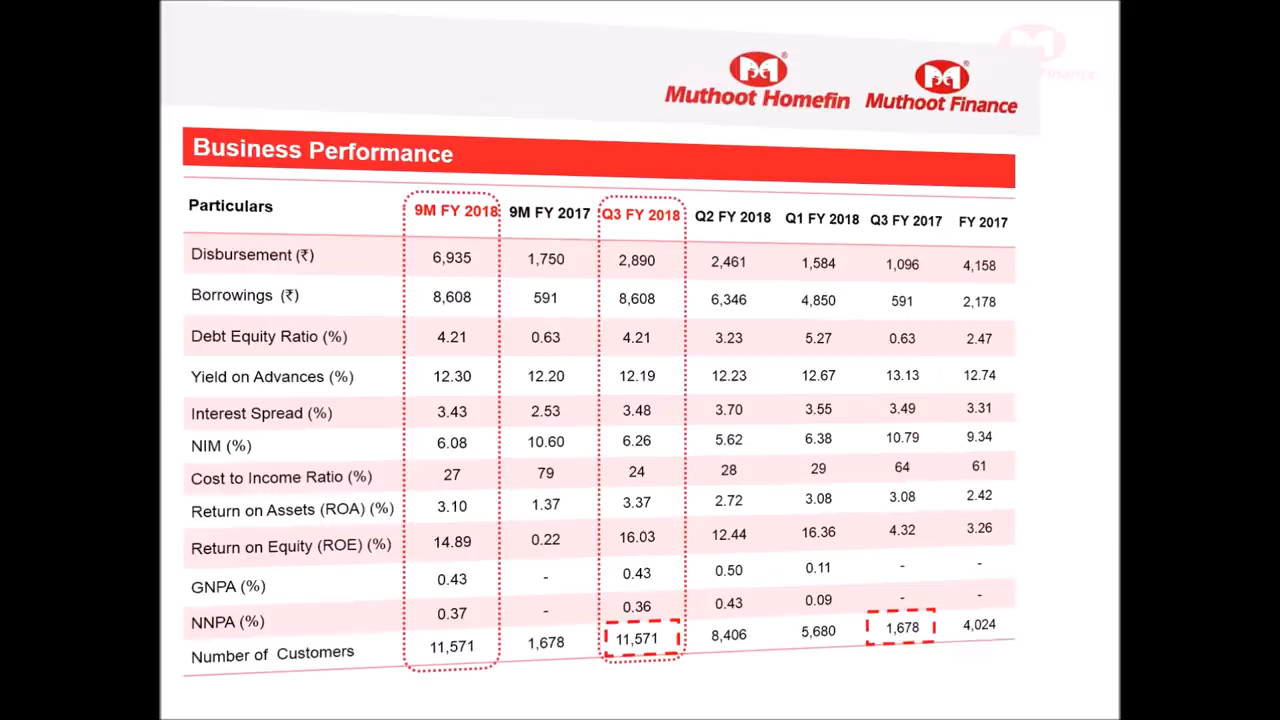 Muthoot Homefin Muthoot Finance
Finance
Business Performance
Particulars 9M FY 2018 9M FY 2017 Q3 FY 2018 Q2 FY 2018 Q1 FY 2018 Q3 FY 2017 FY 2017
Disbursement (₹) 6,935 1,750 2,890 2,461 1,584 1,096 4,158
Borrowings (₹) 8,608 591 8,608 6,346 4,850 591 2,178
Debt Equity Ratio (%) 4.21 0.63 4.21 3.23 5.27 0.63 2.47
Yield on Advances (%) 12.30 12.20 12.19 12.23 12.67 13.13 12.74
Interest Spread (%) 3.43 2.53 3.48 3.70 3.55 3.49 3.31
NIM (%) 6.08 10.60 6.26 5.62 6.38 10.79 9.34
Cost to Income Ratio (%) 27 79 24 28 29 64 61
Return on Assets (ROA) (%) 3.10 1.37 3.37 2.72 3.08 3.08 2.42
Return on Equity (ROE) (%) 14.89 0.22 16.03 12.44 16.36 4.32 3.26
GNPA (%) 0.43 - 0.43 0.50 0.11 - -
NNPA (%) 0.37 - 0.36 0.43 0.09 - -
Number of Customers 11,571 1,678 11,571 8,406 5,680 1,678 4,024